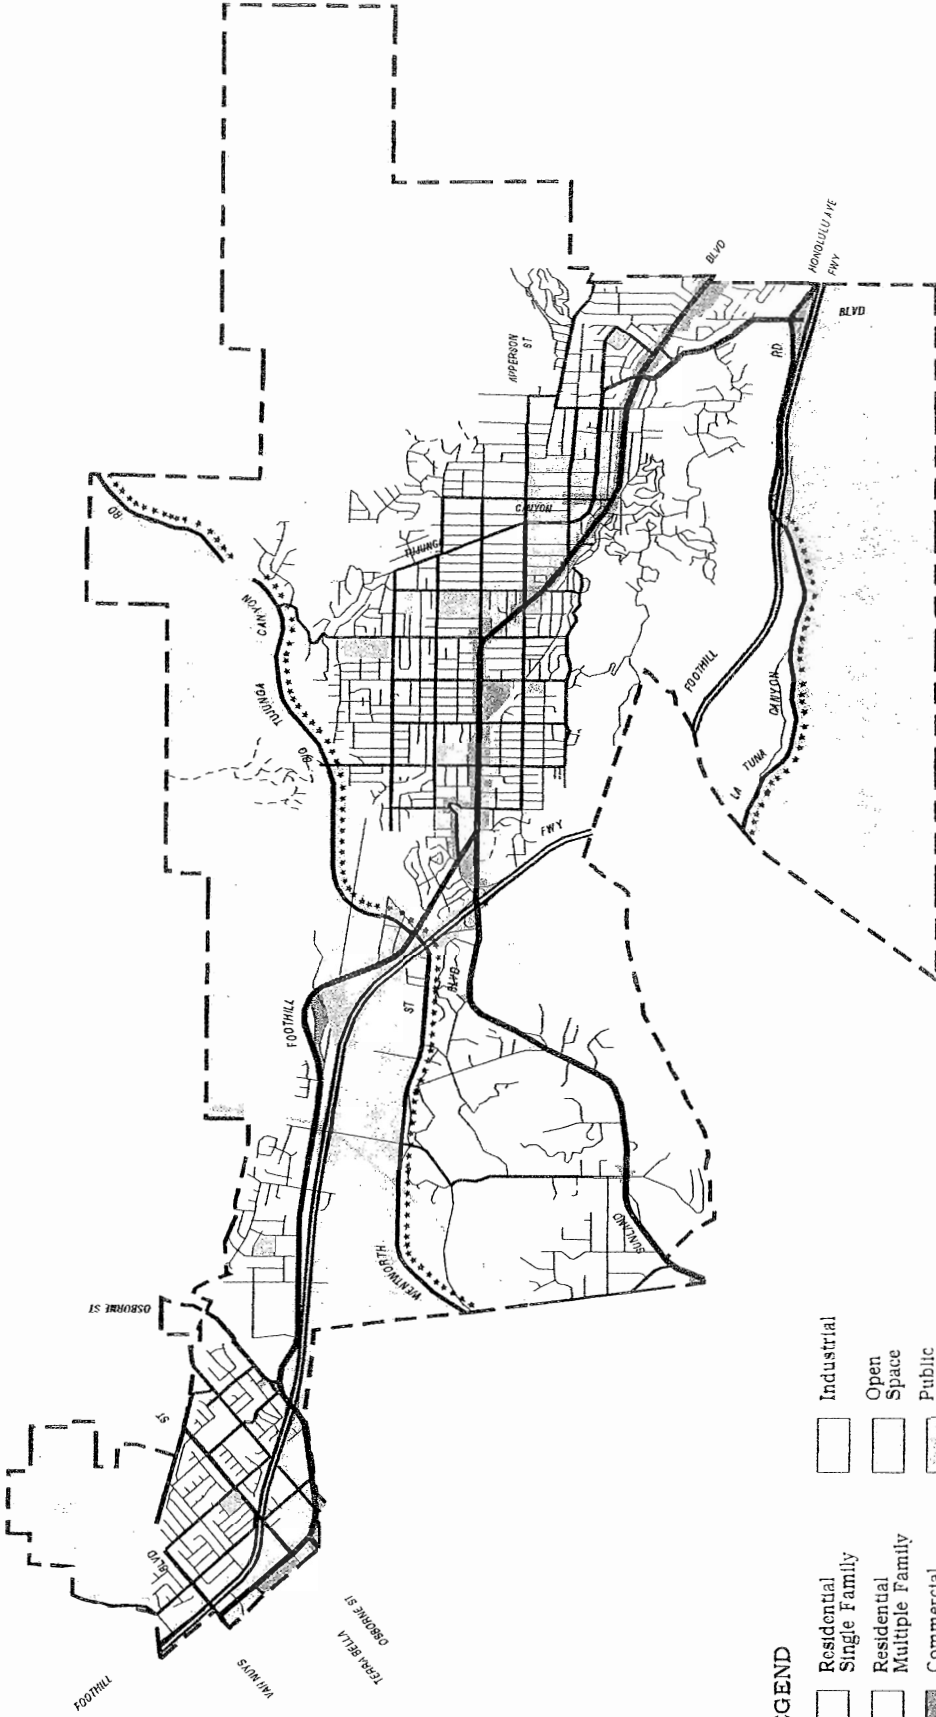 BLVD
HONOLULU AVE
FWY
BLVD
APPERSON
ST
RD.
RD
CANYON
TUJUNGA
CANYON
TUJUNGA
BIG
FOOTHILL
CANYON
TUNA
LA
FWY
FOOTHILL
ST
BLVD
SUNLAND
WENTWORTH
OSBORNE ST
ST
BLVD
FOOTHILL
VAN NUYS
TERRA BELLA
OSBORNE ST
GEND
Residential
Single Family
Residential
Multiple Family
Commercial
Industrial
Open
Space
Public